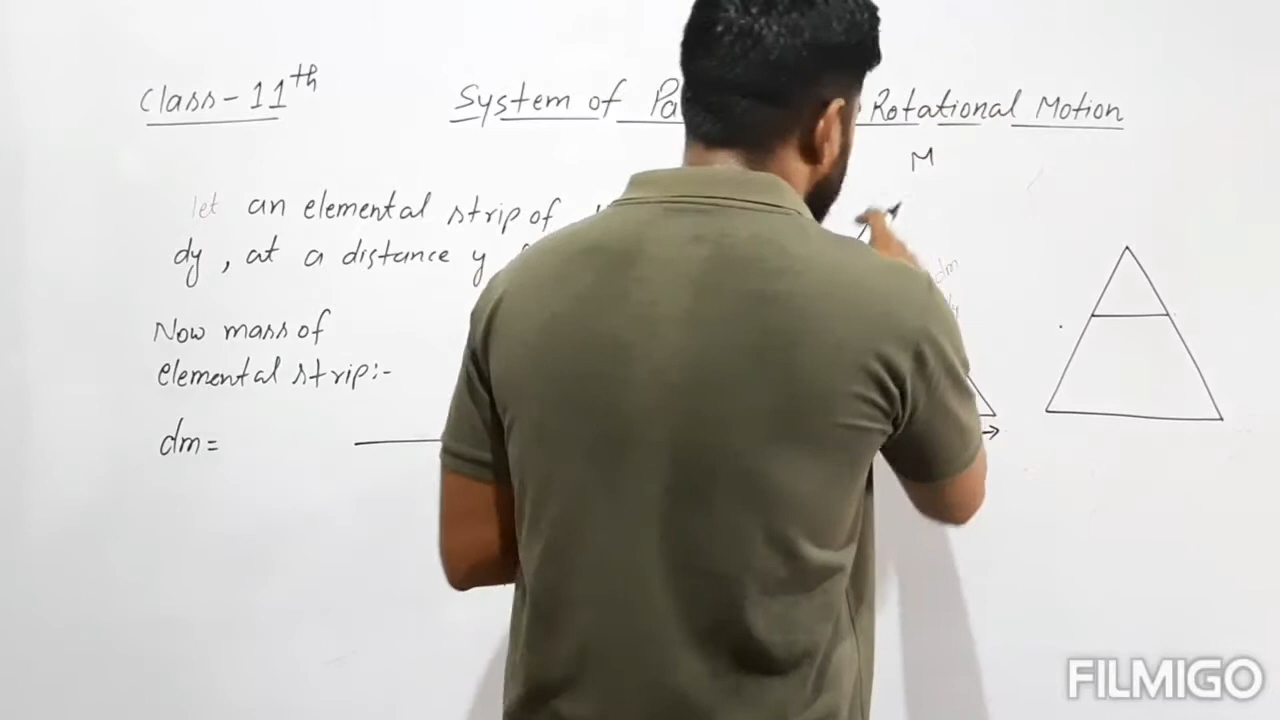 Class-11th
System of Pa Rotational Motion
M
let an elemental strip of
dy, at a distance y
dm
Now mass of
elemental strip:-
dm=
FILMIGO